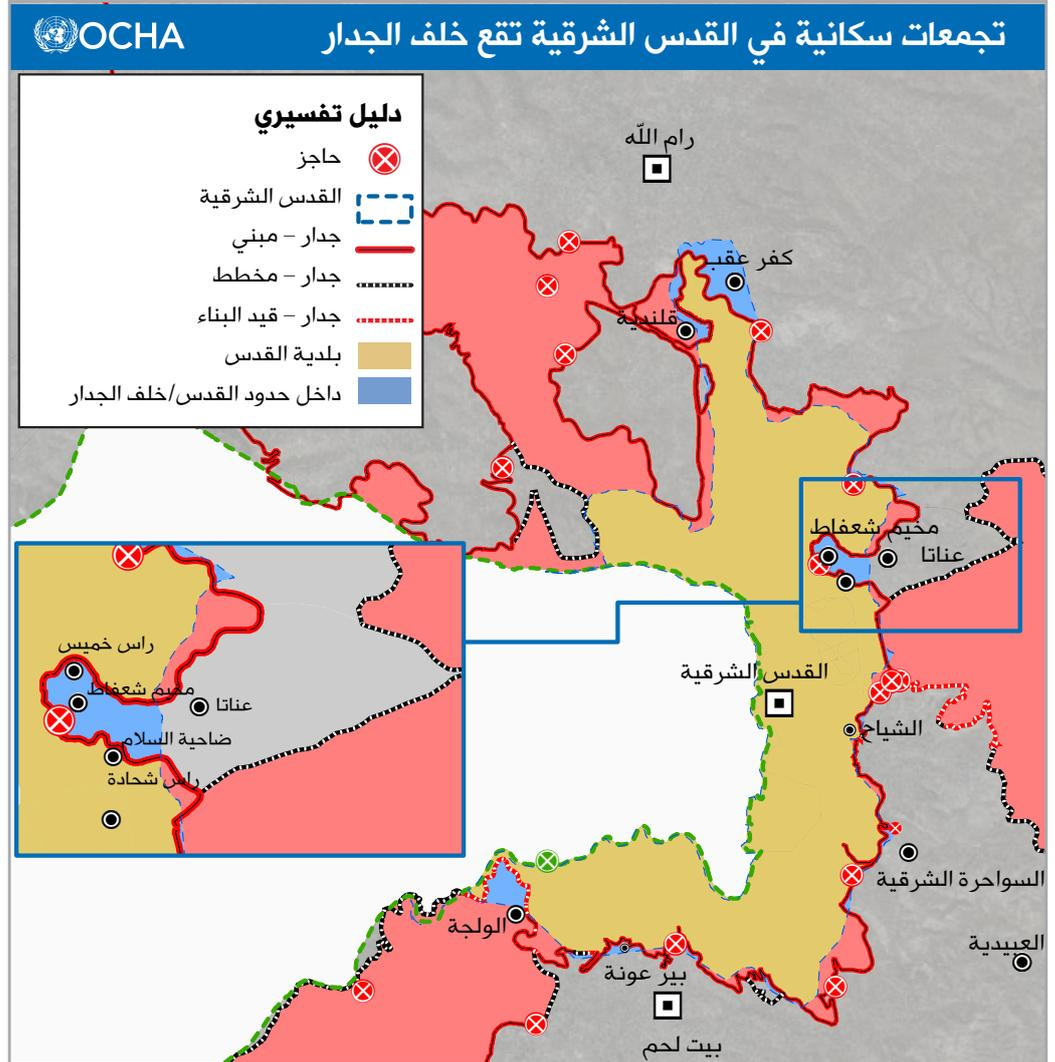 تجمعات سكانية في القدس الشرقية تقع خلف الجدار
OCHA
دليل تفسيري
حاجز
القدس الشرقية
جدار – مبني
جدار – مخطط
جدار – قيد البناء
بلدية القدس
داخل حدود القدس/خلف الجدار
رام الله
كفر عقب
قلندية
مخيم شعفاط
عناتا
القدس الشرقية
الشياح
السواحرة الشرقية
العبيدية
الولجة
بير عونة
بيت لحم
راس خميس
مخيم شعفاط
عناتا
ضاحية السلام
راس شحادة